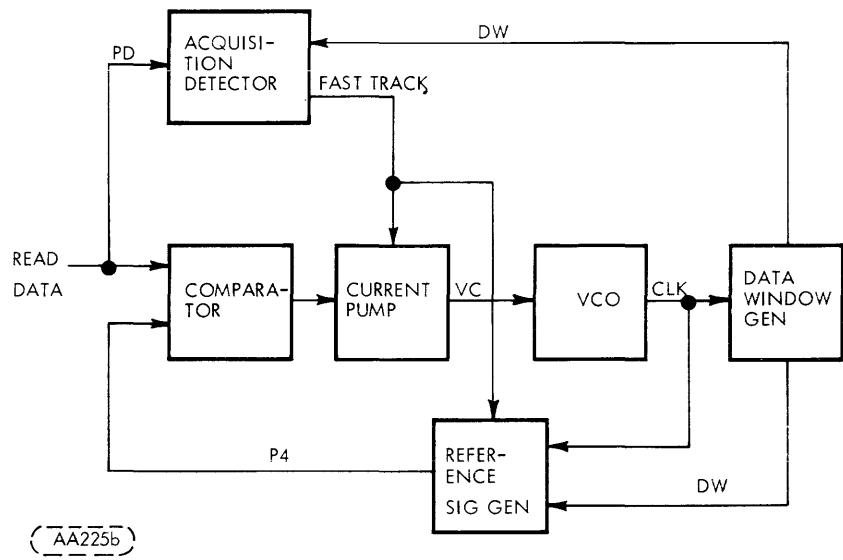 ACQUISI-
TION
DETECTOR
PD
DW
FAST TRACK
READ
DATA
COMPARA-
TOR
CURRENT
PUMP
VC
VCO
CLK
DATA
WINDOW
GEN
P4
REFER-
ENCE
SIG GEN
DW
AA225b